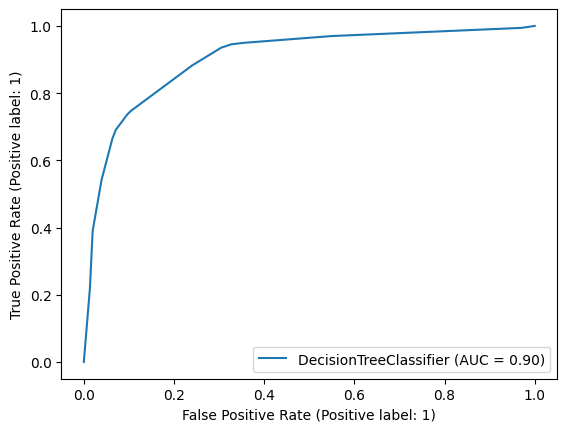 1.0
0.8
0.6
0.4
0.2
0.0
True Positive Rate (Positive label: 1)
DecisionTreeClassifier (AUC = 0.90)
0.0 0.2 0.4 0.6 0.8 1.0
False Positive Rate (Positive label: 1)